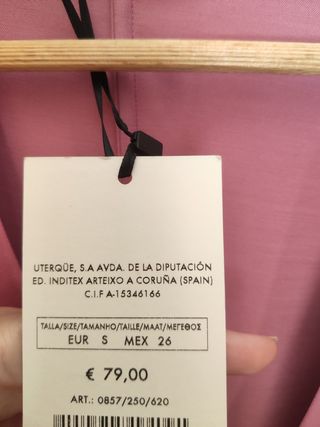 UTERQÜE, S.A AVDA. DE LA DIPUTACIÓN
ED. INDITEX ARTEIXO A CORUÑA (SPAIN)
C.I.F A-15346166
TALLA/SIZE/TAMANHO/TAILLE/MAAT/ΜΕΓΕΘΟΣ
EUR S MEX 26
€ 79,00
ART.: 0857/250/620